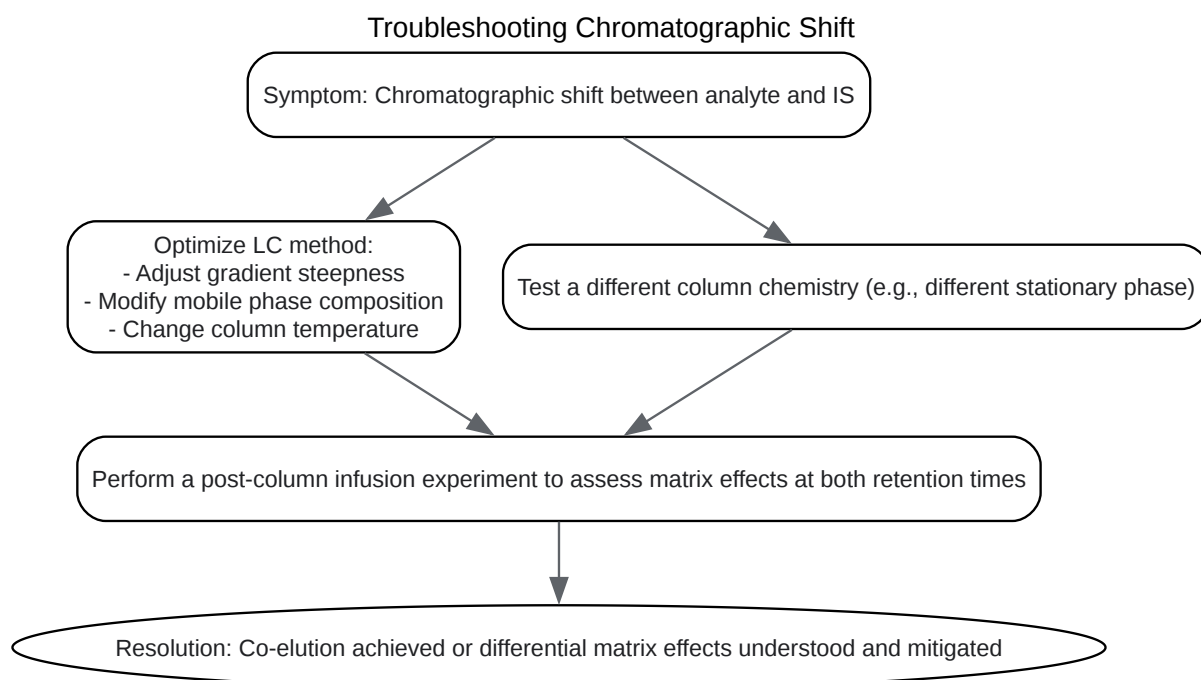 Troubleshooting Chromatographic Shift
Symptom: Chromatographic shift between analyte and IS
Optimize LC method:
- Adjust gradient steepness
- Modify mobile phase composition
- Change column temperature
Test a different column chemistry (e.g., different stationary phase)
Perform a post-column infusion experiment to assess matrix effects at both retention times
Resolution: Co-elution achieved or differential matrix effects understood and mitigated